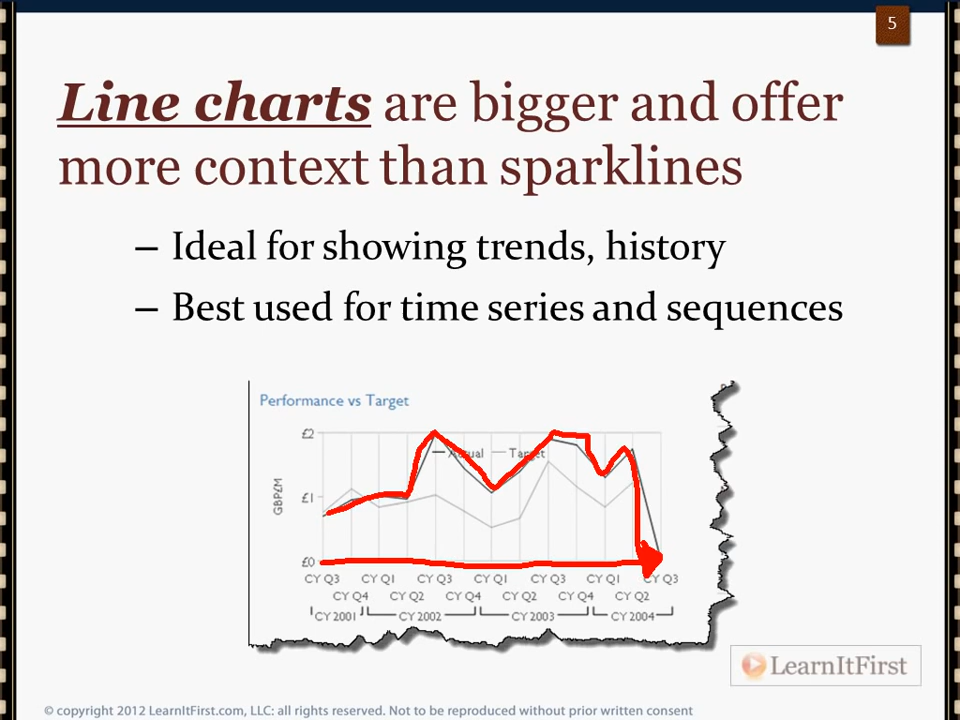 5
Line charts are bigger and offer
more context than sparklines
– Ideal for showing trends, history
– Best used for time series and sequences
Performance vs Target
£2
Actual Target
GBP£M
£1
£0
CY Q3 CY Q1 CY Q3 CY Q1 CY Q3 CY Q1 CY Q3
CY Q4 CY Q2 CY Q4 CY Q2 CY Q4 CY Q2
CY 2001 CY 2002 CY 2003 CY 2004
LearnItFirst
© copyright 2012 LearnItFirst.com, LLC: all rights reserved. Not to be reproduced without prior written consent